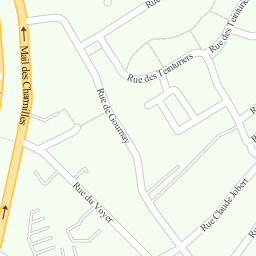 Rue des Teinturiers
Rue des Teinturiers
Mail des Charmilles
Rue de Gournay
Rue du Voyer
Rue Claude Jobert